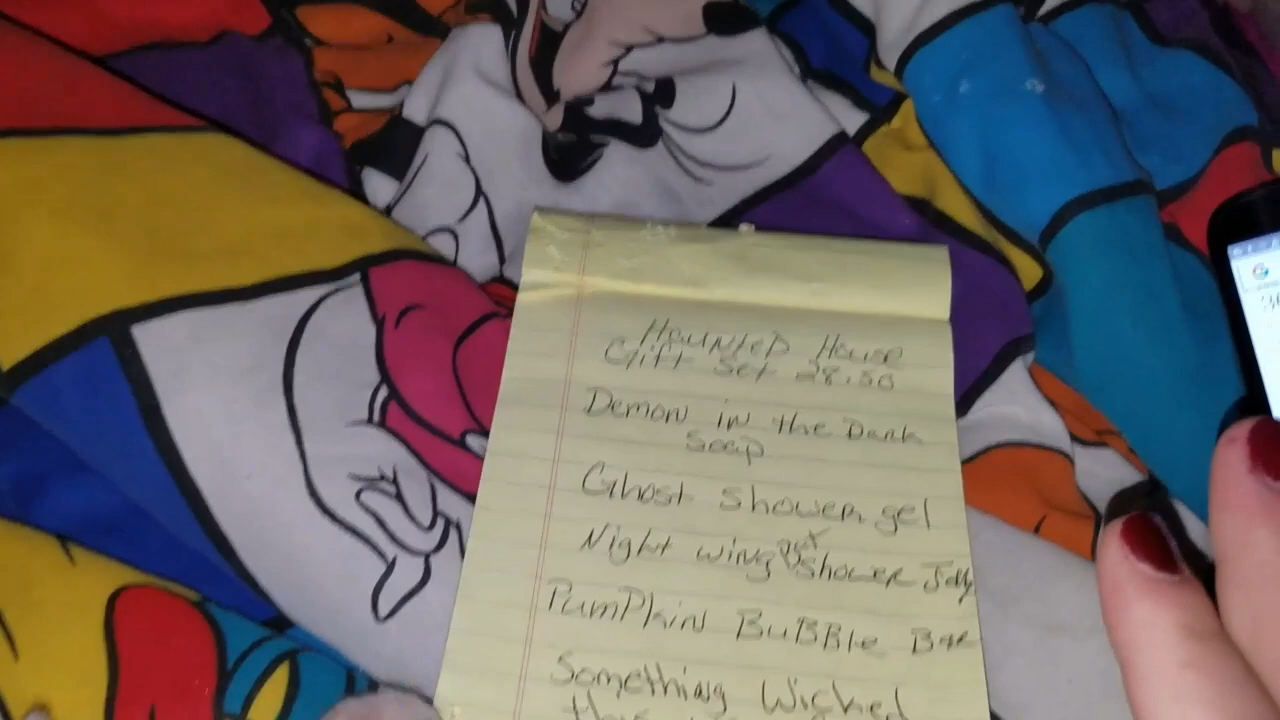 Haunted House
Gift Set 28.50
Demon in the Dark
Soap
Ghost shower gel
Night wing shower Jelly
Pumpkin Bubble Bar
Something Wicked